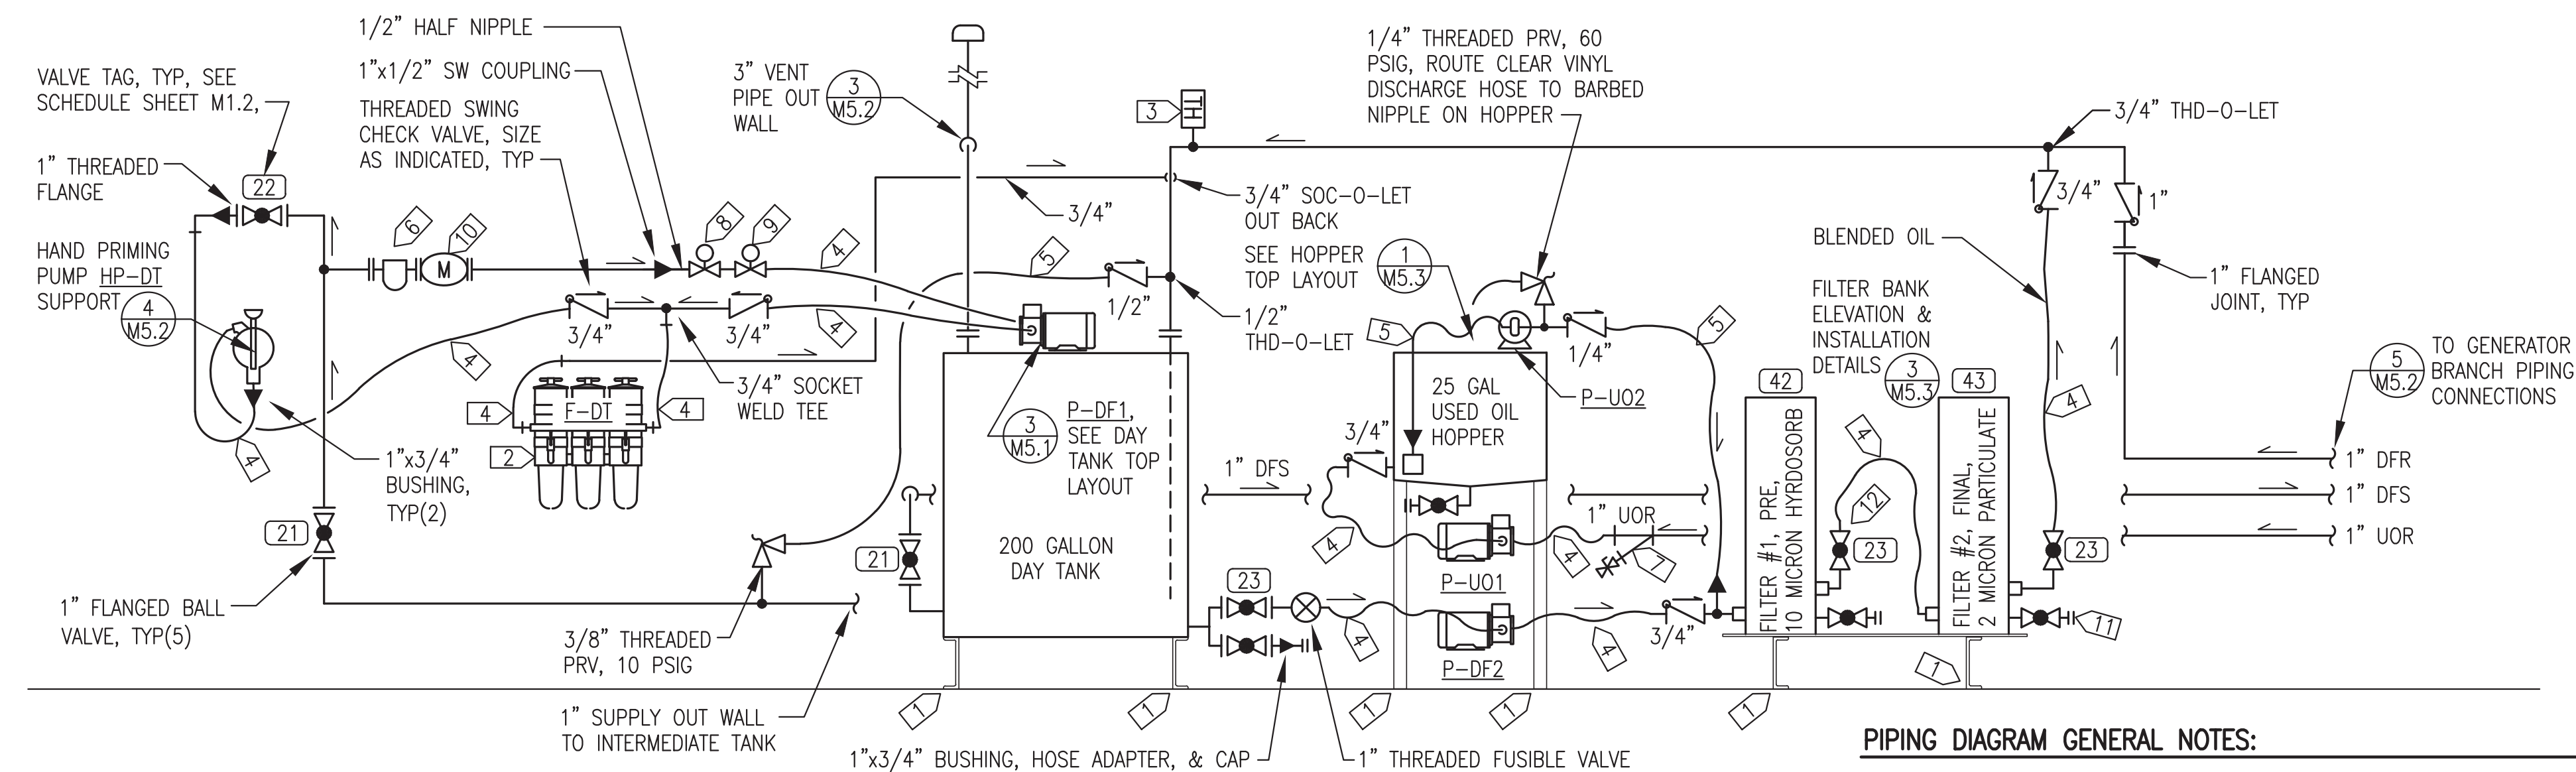 VALVE TAG, TYP, SEE
SCHEDULE SHEET M1.2,
1" THREADED
FLANGE
22
HAND PRIMING
PUMP HP-DT
SUPPORT
4
M5.2
1/2" HALF NIPPLE
1"x1/2" SW COUPLING
THREADED SWING
CHECK VALVE, SIZE
AS INDICATED, TYP
6
10
M
8
9
4
3/4"
3/4"
4
4
4
1"x3/4"
BUSHING,
TYP(2)
4
F-DT
4
2
3/4" SOCKET
WELD TEE
21
1" FLANGED BALL
VALVE, TYP(5)
3/8" THREADED
PRV, 10 PSIG
1" SUPPLY OUT WALL
TO INTERMEDIATE TANK
3" VENT
PIPE OUT
WALL
3
M5.2
3/4"
5
1/2"
3
HT
3/4" SOC-O-LET
OUT BACK
1/2"
THD-O-LET
3
M5.1
P-DF1,
SEE DAY
TANK TOP
LAYOUT
200 GALLON
DAY TANK
21
1
1
1" DFS
23
4
1"x3/4" BUSHING, HOSE ADAPTER, & CAP
1" THREADED FUSIBLE VALVE
1/4" THREADED PRV, 60
PSIG, ROUTE CLEAR VINYL
DISCHARGE HOSE TO BARBED
NIPPLE ON HOPPER
SEE HOPPER
TOP LAYOUT
1
M5.3
5
1/4"
5
25 GAL
USED OIL
HOPPER
P-UO2
3/4"
4
P-UO1
4
1" UOR
7
P-DF2
4
3/4"
1
1
1
1
42
FILTER #1, PRE,
10 MICRON HYRDOSORB
4
12
23
43
FILTER #2, FINAL,
2 MICRON PARTICULATE
BLENDED OIL
FILTER BANK
ELEVATION &
INSTALLATION
DETAILS
3
M5.3
4
23
11
3/4" THD-O-LET
3/4"
1"
1" FLANGED
JOINT, TYP
5
M5.2
TO GENERATOR
BRANCH PIPING
CONNECTIONS
1" DFR
1" DFS
1" UOR
PIPING DIAGRAM GENERAL NOTES: